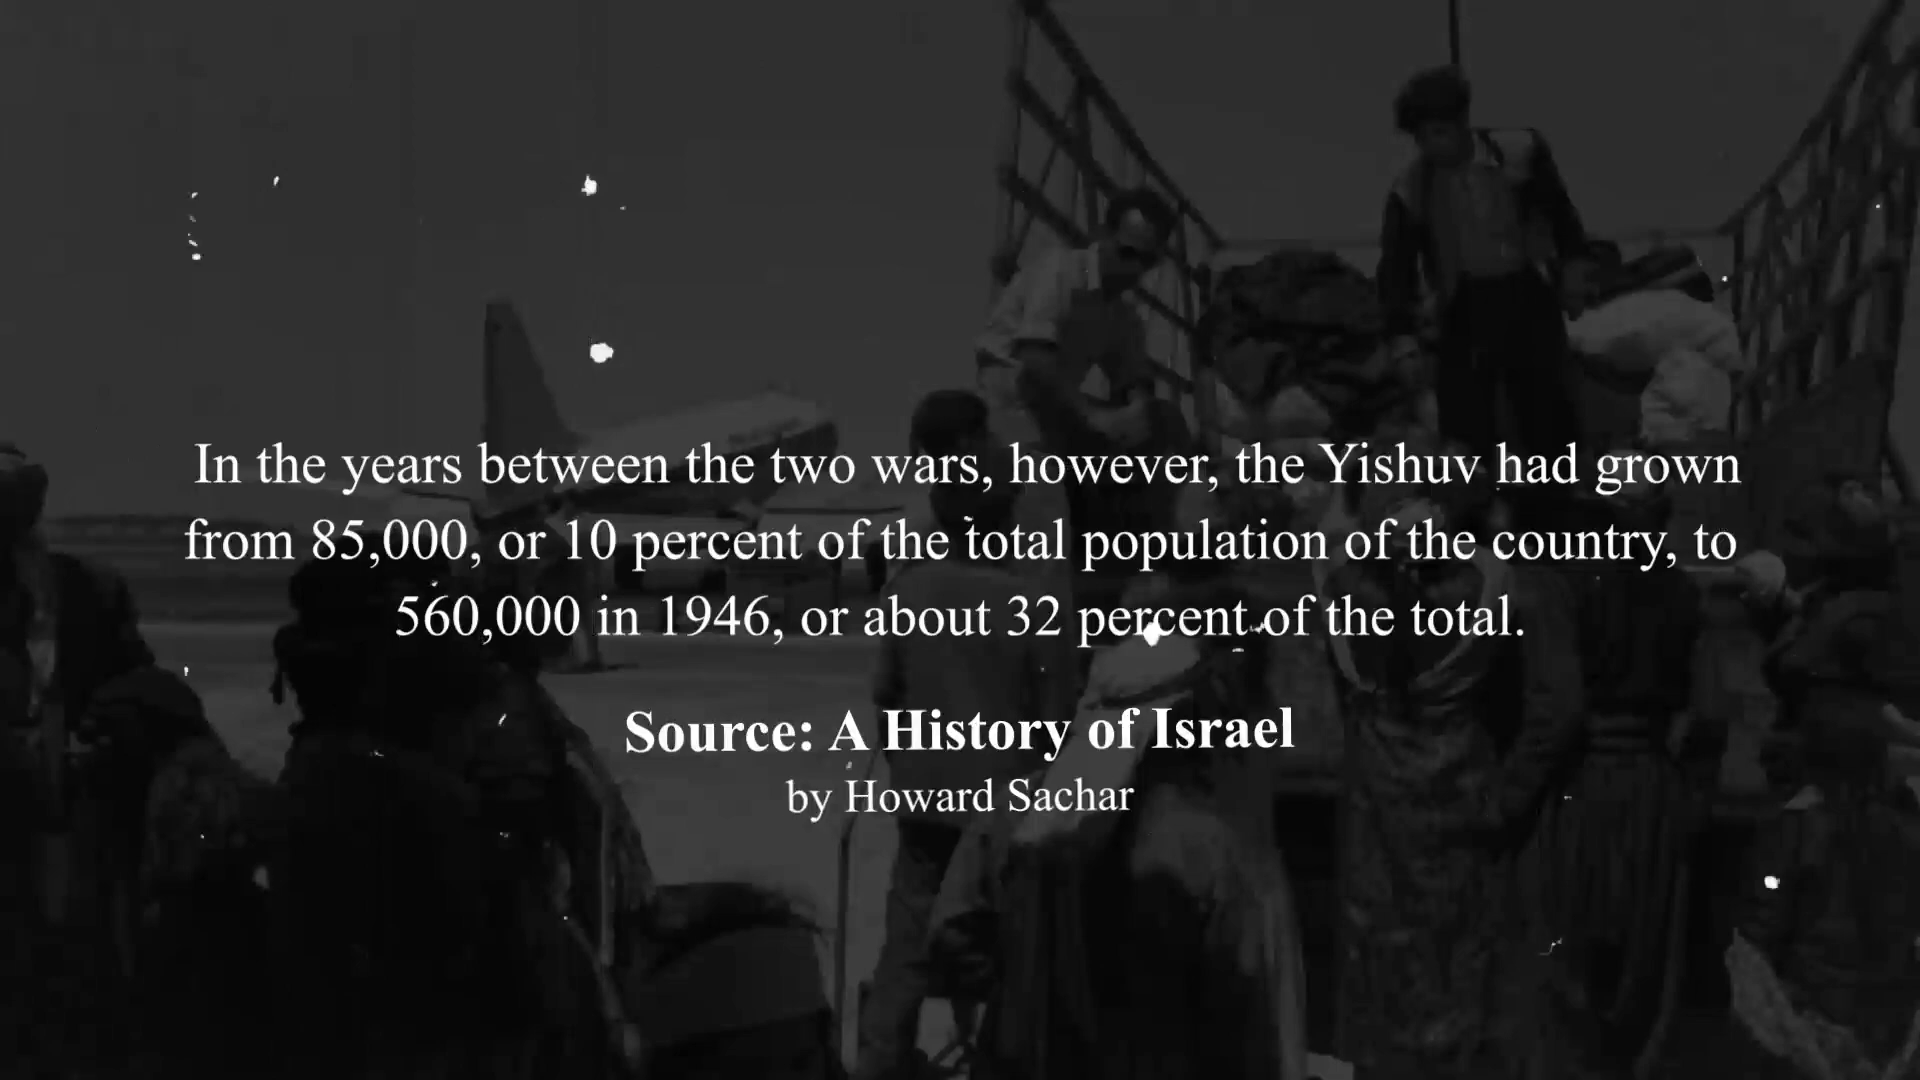 In the years between the two wars, however, the Yishuv had grown
from 85,000, or 10 percent of the total population of the country, to
560,000 in 1946, or about 32 percent of the total.
Source: A History of Israel
by Howard Sachar